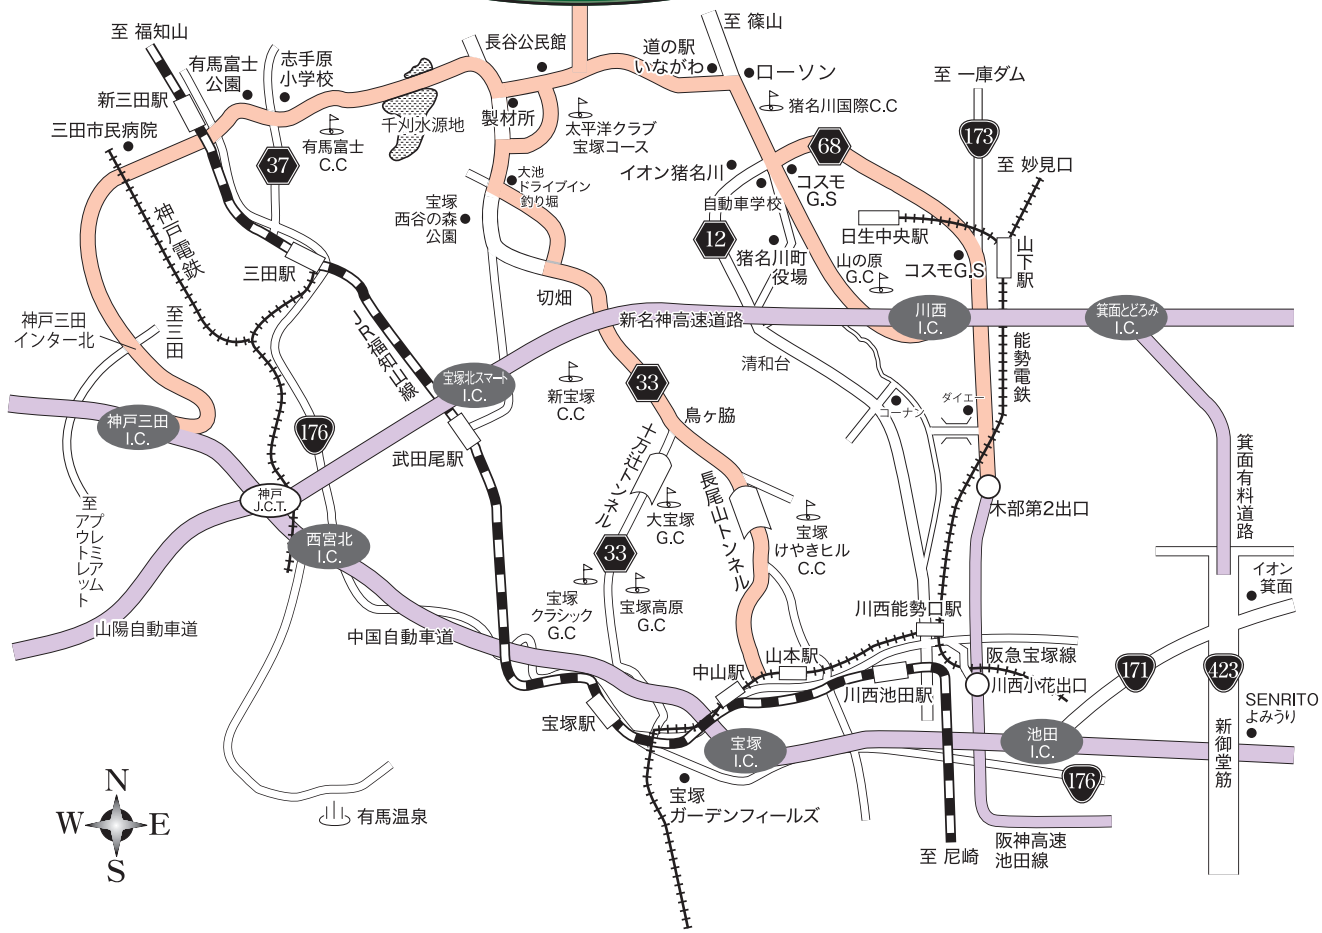 至 福知山
有馬富士
公園
志手原
小学校
新三田駅
三田市民病院
有馬富士
C.C
37
千刈水源地
長谷公民館
製材所
太平洋クラブ
宝塚コース
大池
ドライブイン
釣り堀
宝塚
西谷の森
公園
道の駅
いながわ
至 篠山
ローソン
猪名川国際C.C
至 一庫ダム
173
至 妙見口
68
イオン猪名川
コスモ
G.S
自動車学校
12
猪名川町
役場
日生中央駅
山の原
G.C
コスモG.S
山下駅
神戸電鉄
三田駅
至三田
神戸三田
インター北
JR福知山線
切畑
新名神高速道路
川西
I.C.
箕面とどろみ
I.C.
能勢電鉄
清和台
コーナン
ダイエー
宝塚北スマート
I.C.
新宝塚
C.C
33
鳥ヶ脇
神戸三田
I.C.
176
武田尾駅
十万辻トンネル
長尾山トンネル
大宝塚
G.C
宝塚
けやきヒル
C.C
木部第2出口
箕面有料道路
神戸
J.C.T.
西宮北
I.C.
至プレミアム
アウトレット
33
宝塚
クラシック
G.C
宝塚高原
G.C
イオン
箕面
山陽自動車道
中国自動車道
川西能勢口駅
阪急宝塚線
川西小花出口
中山駅
山本駅
川西池田駅
171
423
SENRITO
よみうり
宝塚駅
宝塚
I.C.
池田
I.C.
新御堂筋
176
宝塚
ガーデンフィールズ
有馬温泉
至 尼崎
阪神高速
池田線
N
W
E
S